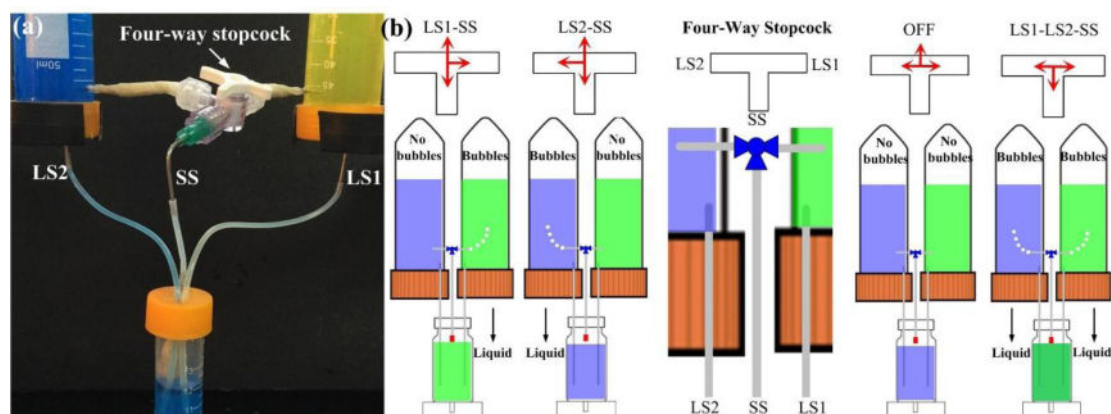 (a)
Four-way stopcock
50ml
45
LS2
SS
LS1
(b)
LS1-SS
LS2-SS
Four-Way Stopcock
OFF
LS1-LS2-SS
LS2
LS1
SS
No
bubbles
Bubbles
Bubbles
No
bubbles
No
bubbles
No
bubbles
Bubbles
Bubbles
Liquid
Liquid
Liquid
Liquid
LS2
SS
LS1